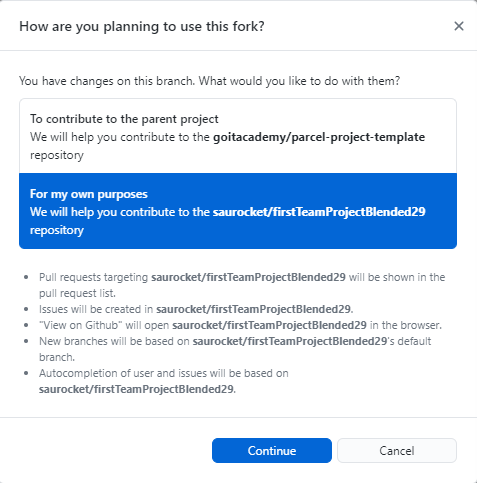 How are you planning to use this fork?
You have changes on this branch. What would you like to do with them?
To contribute to the parent project
We will help you contribute to the goitacademy/parcel-project-template
repository
For my own purposes
We will help you contribute to the saurocket/firstTeamProjectBlended29
repository
• Pull requests targeting saurocket/firstTeamProjectBlended29 will be shown in the
pull request list.
• Issues will be created in saurocket/firstTeamProjectBlended29.
• "View on Github" will open saurocket/firstTeamProjectBlended29 in the browser.
• New branches will be based on saurocket/firstTeamProjectBlended29's default
branch.
• Autocompletion of user and issues will be based on
saurocket/firstTeamProjectBlended29.
Continue
Cancel